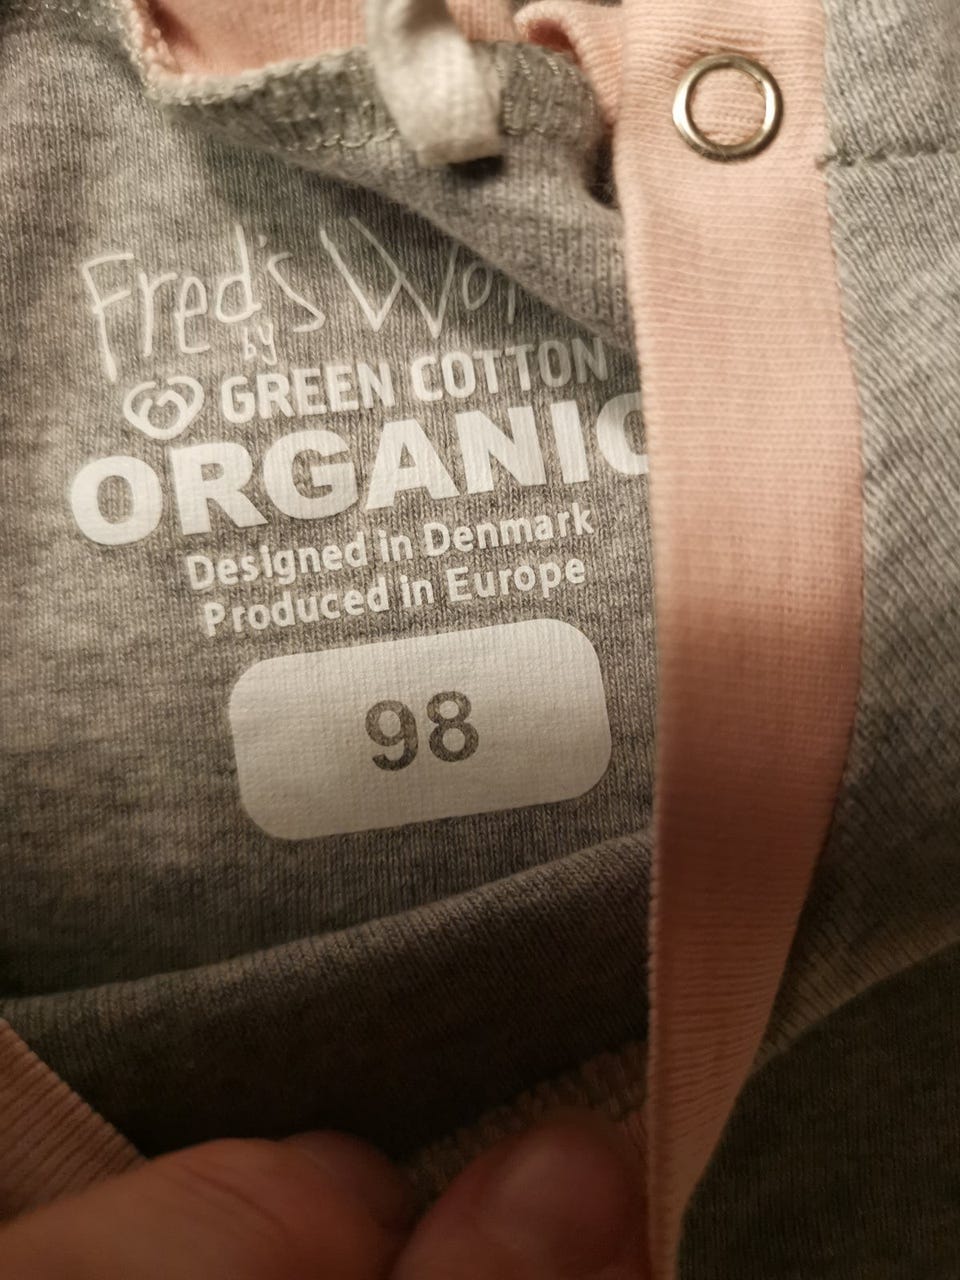 Fred's
by
GREEN COTTON
ORGANIC
Designed in Denmark
Produced in Europe
98